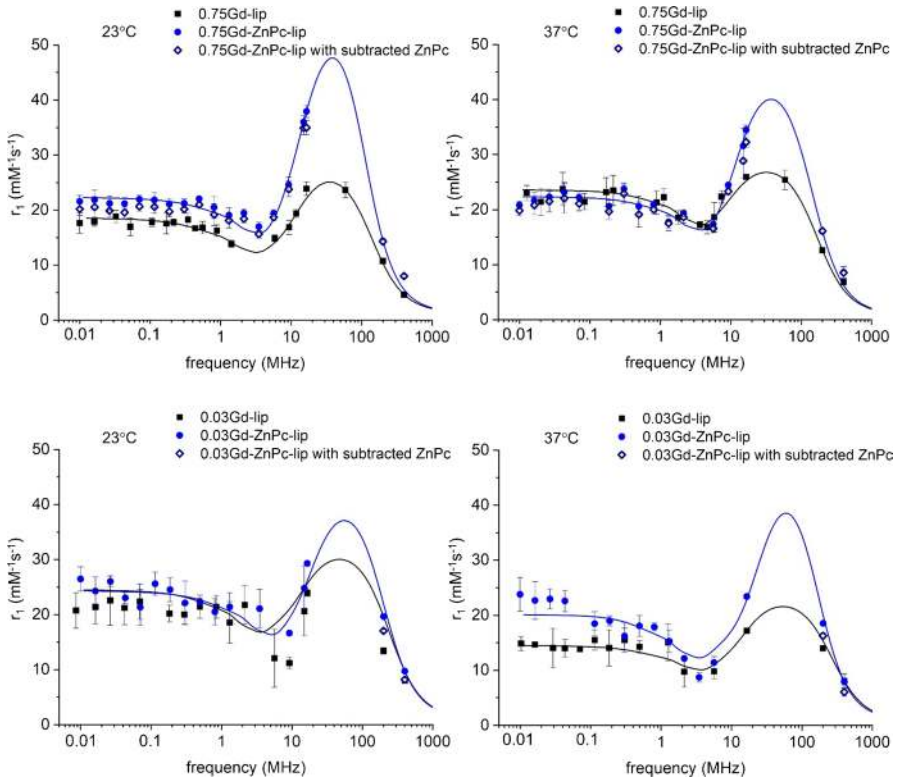 23°C
0.75Gd-lip
0.75Gd-ZnPc-lip
0.75Gd-ZnPc-lip with subtracted ZnPc
r₁ (mM⁻¹s⁻¹)
50
40
30
20
10
0
0.01 0.1 1 10 100 1000
frequency (MHz)
37°C
0.75Gd-lip
0.75Gd-ZnPc-lip
0.75Gd-ZnPc-lip with subtracted ZnPc
r₁ (mM⁻¹s⁻¹)
50
40
30
20
10
0
0.01 0.1 1 10 100 1000
frequency (MHz)
23°C
0.03Gd-lip
0.03Gd-ZnPc-lip
0.03Gd-ZnPc-lip with subtracted ZnPc
r₁ (mM⁻¹s⁻¹)
50
40
30
20
10
0
0.01 0.1 1 10 100 1000
frequency (MHz)
37°C
0.03Gd-lip
0.03Gd-ZnPc-lip
0.03Gd-ZnPc-lip with subtracted ZnPc
r₁ (mM⁻¹s⁻¹)
50
40
30
20
10
0
0.01 0.1 1 10 100 1000
frequency (MHz)